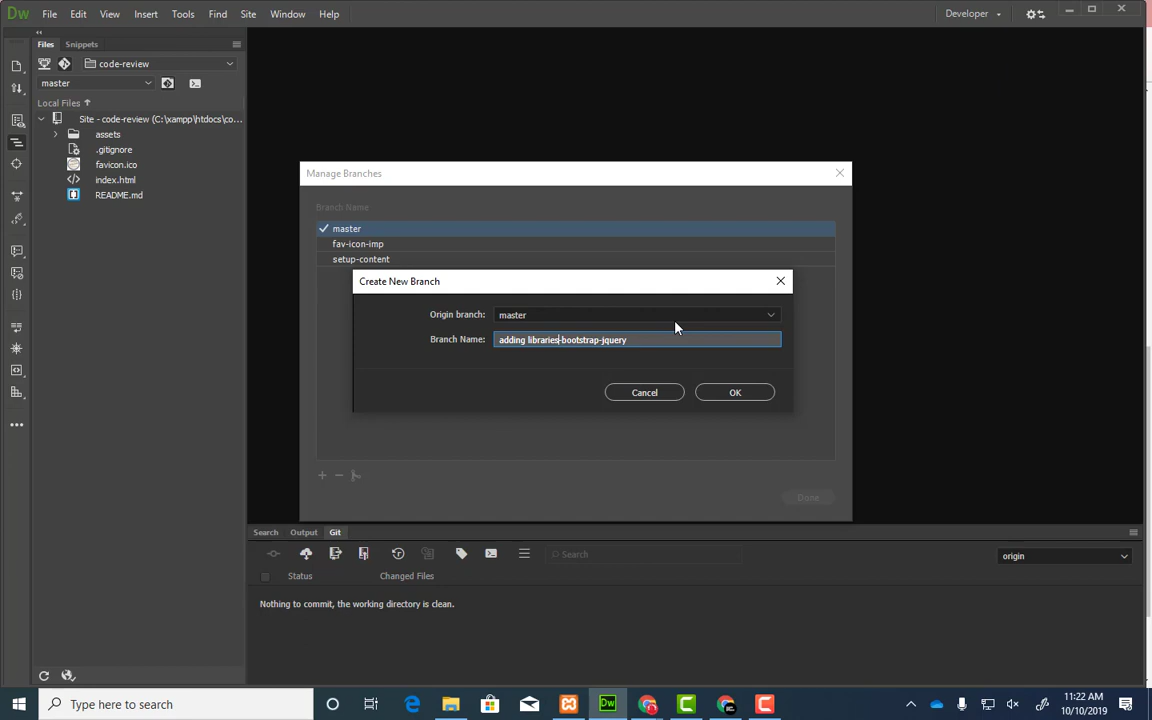 Dw File Edit View Insert Tools Find Site Window Help Developer
Files Snippets
code-review
master
Local Files
Site - code-review (C:\xampp\htdocs\co...
assets
.gitignore
favicon.ico
index.html
README.md
Manage Branches
Branch Name
master
fav-icon-imp
setup-content
Create New Branch
Origin branch: master
Branch Name: adding libraries-bootstrap-jquery
Cancel OK
Done
Search Output Git
Search
origin
Status Changed Files
Nothing to commit, the working directory is clean.
Type here to search
Dw
11:22 AM
10/10/2019